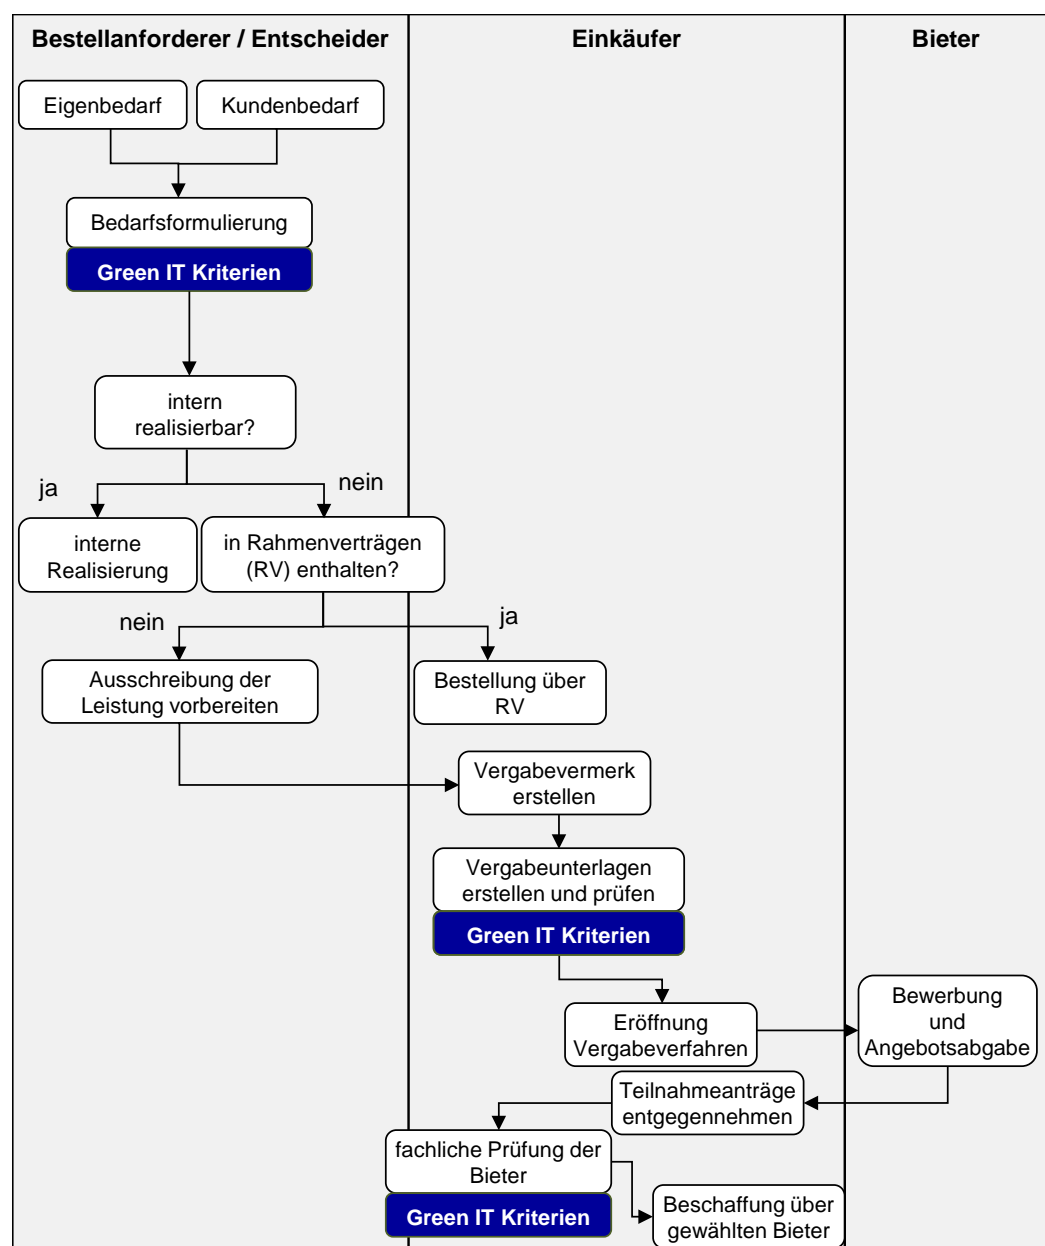 Bestellanforderer / Entscheider
Einkäufer
Bieter
Eigenbedarf
Kundenbedarf
Bedarfsformulierung
Green IT Kriterien
intern
realisierbar?
ja
nein
interne
Realisierung
in Rahmenverträgen
(RV) enthalten?
nein
ja
Ausschreibung der
Leistung vorbereiten
Bestellung über
RV
Vergabevermerk
erstellen
Vergabeunterlagen
erstellen und prüfen
Green IT Kriterien
Eröffnung
Vergabeverfahren
Bewerbung
und
Angebotsabgabe
Teilnahmeanträge
entgegennehmen
fachliche Prüfung der
Bieter
Green IT Kriterien
Beschaffung über
gewählten Bieter